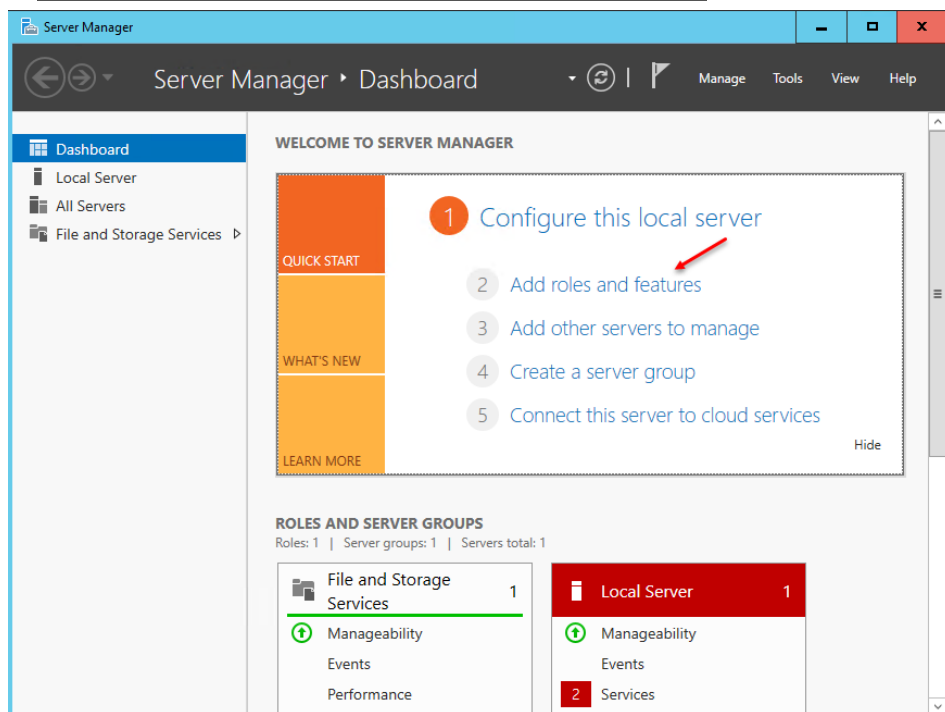 Server Manager
Server Manager • Dashboard
Manage Tools View Help
Dashboard
Local Server
All Servers
File and Storage Services
WELCOME TO SERVER MANAGER
QUICK START
WHAT'S NEW
LEARN MORE
1 Configure this local server
2 Add roles and features
3 Add other servers to manage
4 Create a server group
5 Connect this server to cloud services
Hide
ROLES AND SERVER GROUPS
Roles: 1 | Server groups: 1 | Servers total: 1
File and Storage
Services
1
Manageability
Events
Performance
Local Server 1
Manageability
Events
2 Services